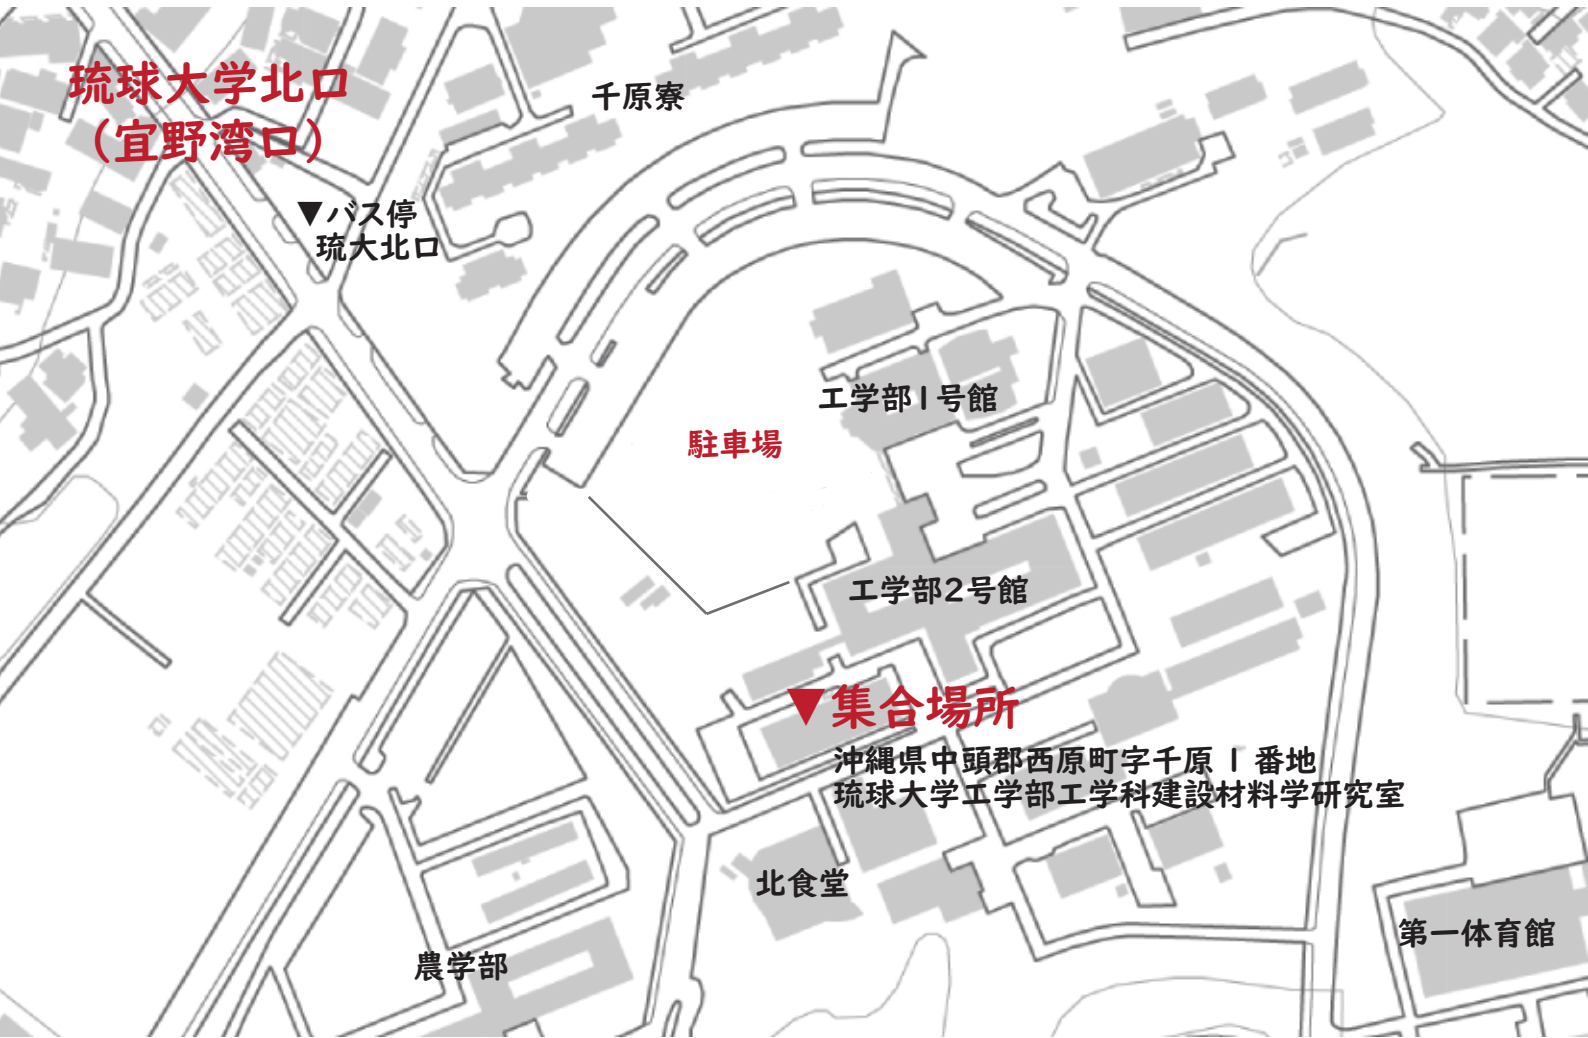 琉球大学北口
（宜野湾口）
千原寮
▼バス停
琉大北口
工学部1号館
駐車場
工学部2号館
▼集合場所
沖縄県中頭郡西原町字千原 1 番地
琉球大学工学部工学科建設材料学研究室
北食堂
第一体育館
農学部